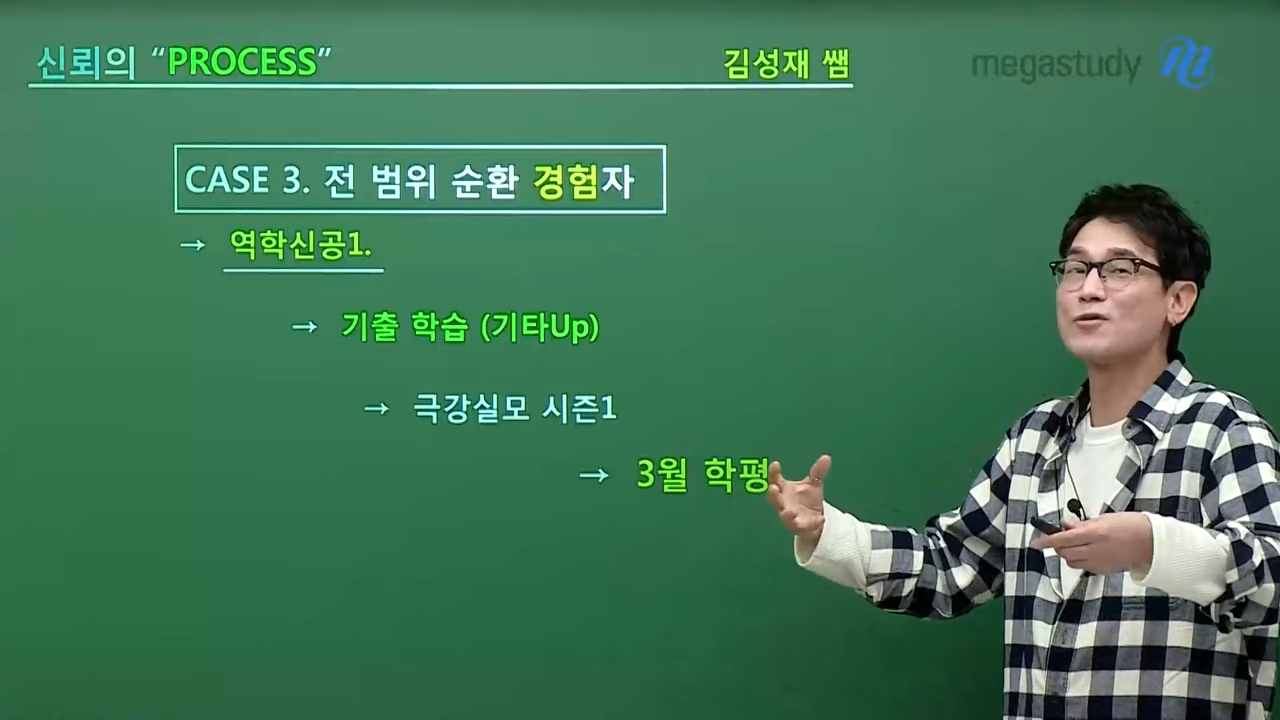 신뢰의 “PROCESS”
김성재 쌤
megastudy
CASE 3. 전 범위 순환 경험자
→ 역학신공1.
→ 기출 학습 (기타Up)
→ 극강실모 시즌1
→ 3월 학평